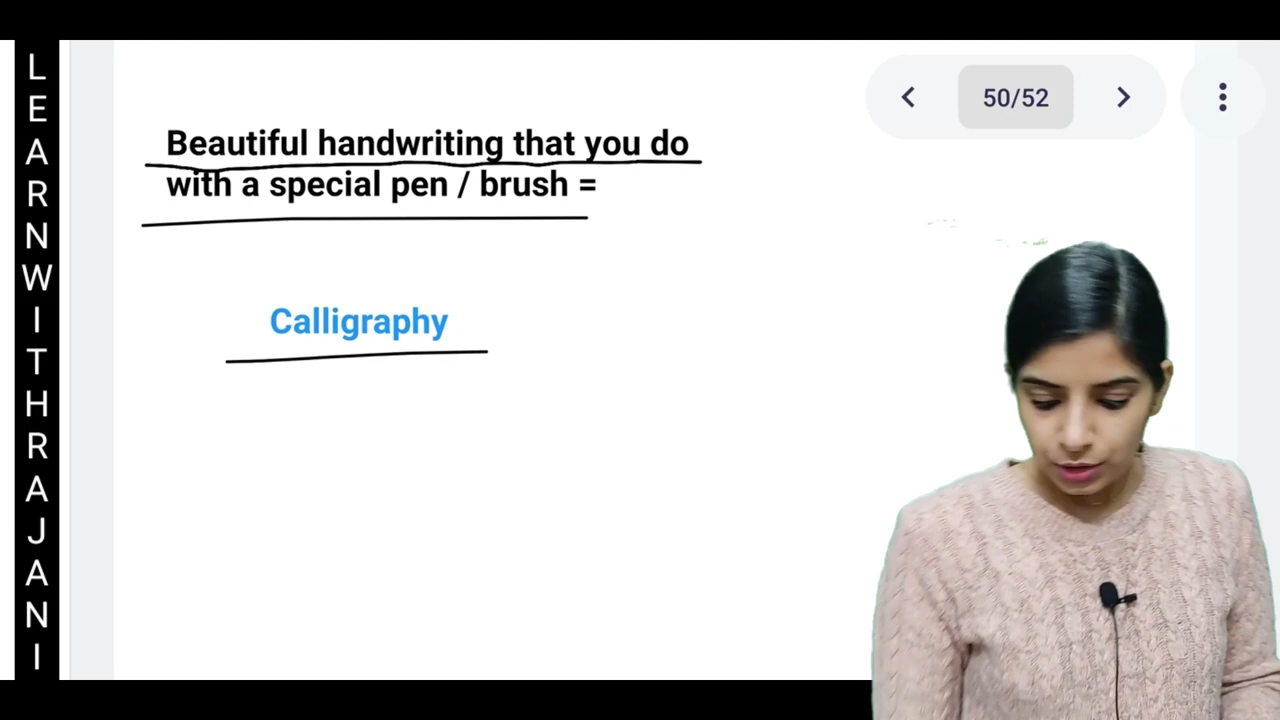 LEARNWITHRAJANI
50/52
Beautiful handwriting that you do
with a special pen / brush =
Calligraphy